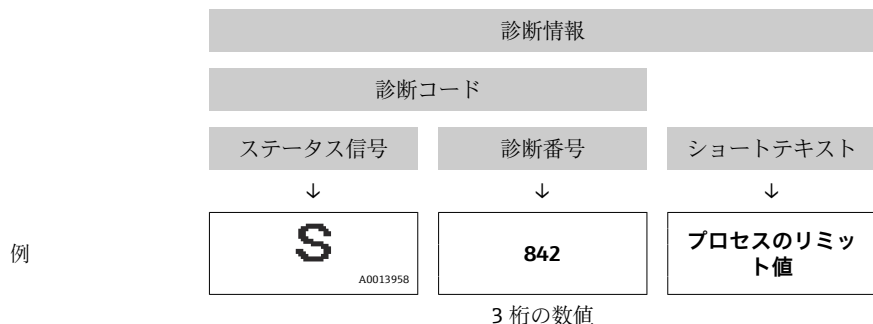 診断情報
診断コード
ステータス信号
診断番号
ショートテキスト
↓
↓
↓
例
S
A0013958
842
プロセスのリミッ
ト値
3 桁の数値